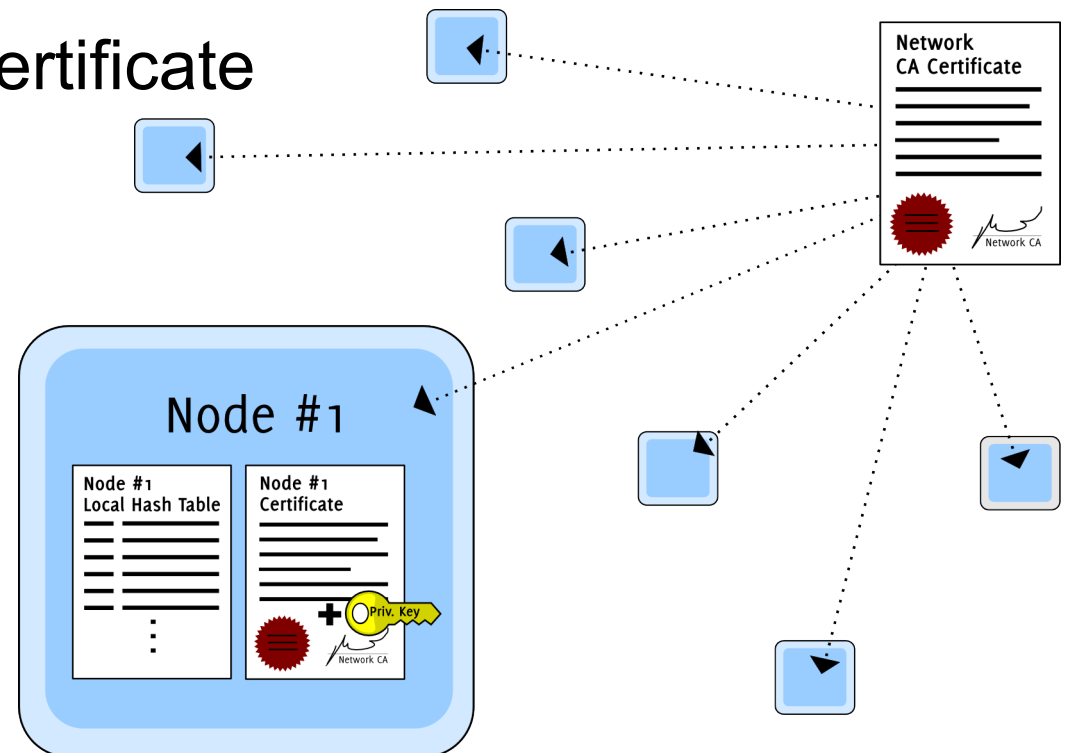 ertificate
Network
CA Certificate
Network CA
Node #1
Node #1
Local Hash Table
Node #1
Certificate
Priv. Key
Network CA